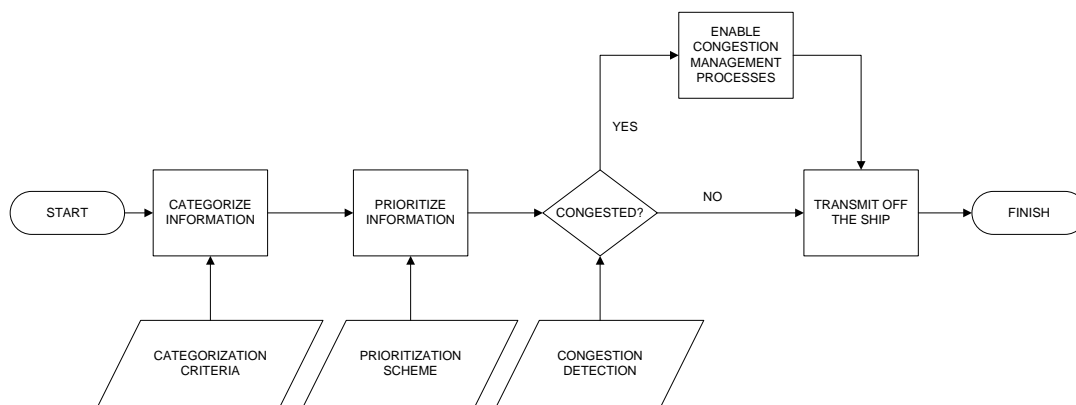 ENABLE
CONGESTION
MANAGEMENT
PROCESSES
YES
START
CATEGORIZE
INFORMATION
PRIORITIZE
INFORMATION
CONGESTED?
NO
TRANSMIT OFF
THE SHIP
FINISH
CATEGORIZATION
CRITERIA
PRIORITIZATION
SCHEME
CONGESTION
DETECTION